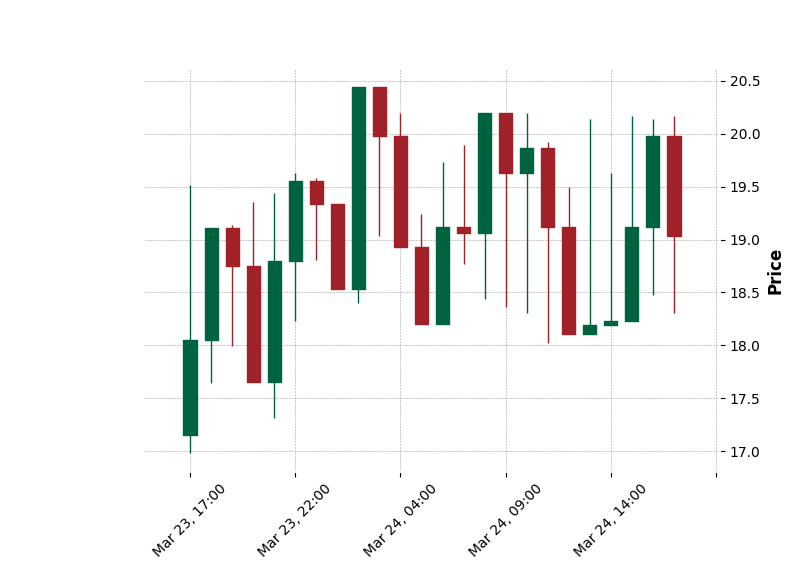 20.5
20.0
19.5
19.0
18.5
18.0
17.5
17.0
Price
Mar 23, 17:00
Mar 23, 22:00
Mar 24, 04:00
Mar 24, 09:00
Mar 24, 14:00